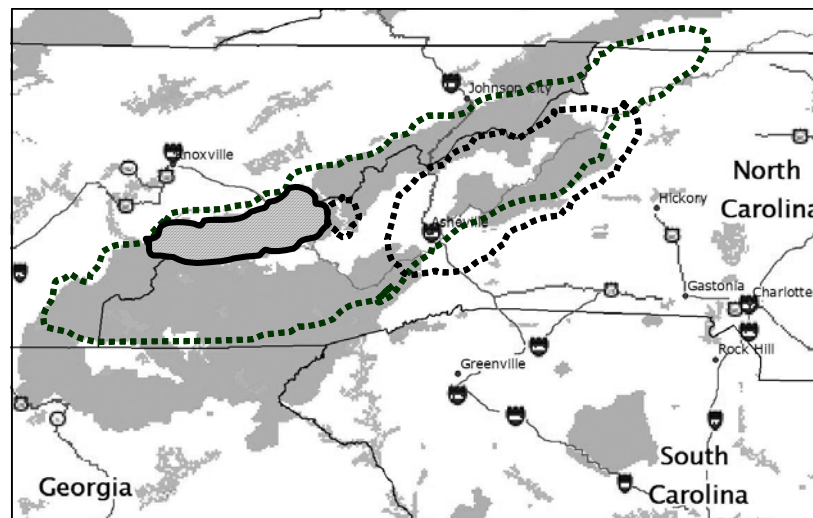 Johnson City
Knoxville
North
Carolina
Hickory
Asheville
Gastonia
Charlotte
Rock Hill
Greenville
South
Carolina
Georgia